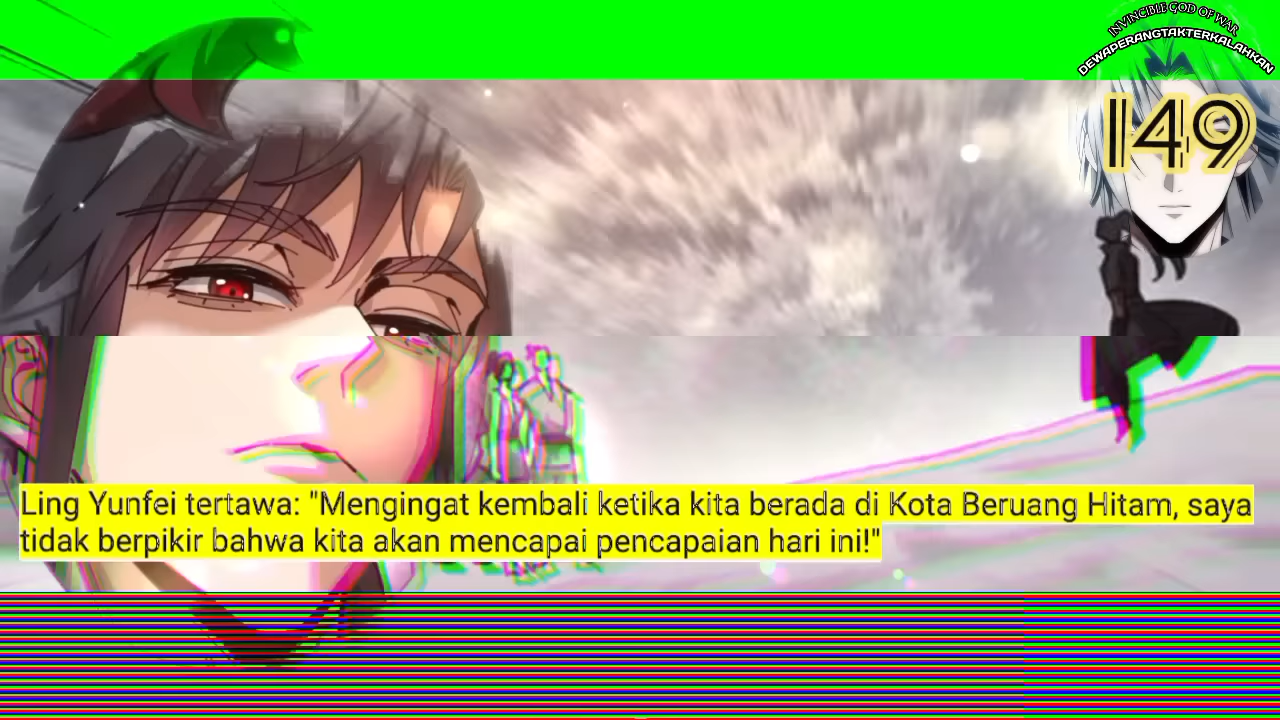 INVINCIBLE GOD OF WAR
DEWAPERANGTAKTERKALAHKAN
149
Ling Yunfei tertawa: "Mengingat kembali ketika kita berada di Kota Beruang Hitam, saya
tidak berpikir bahwa kita akan mencapai pencapaian hari ini!"